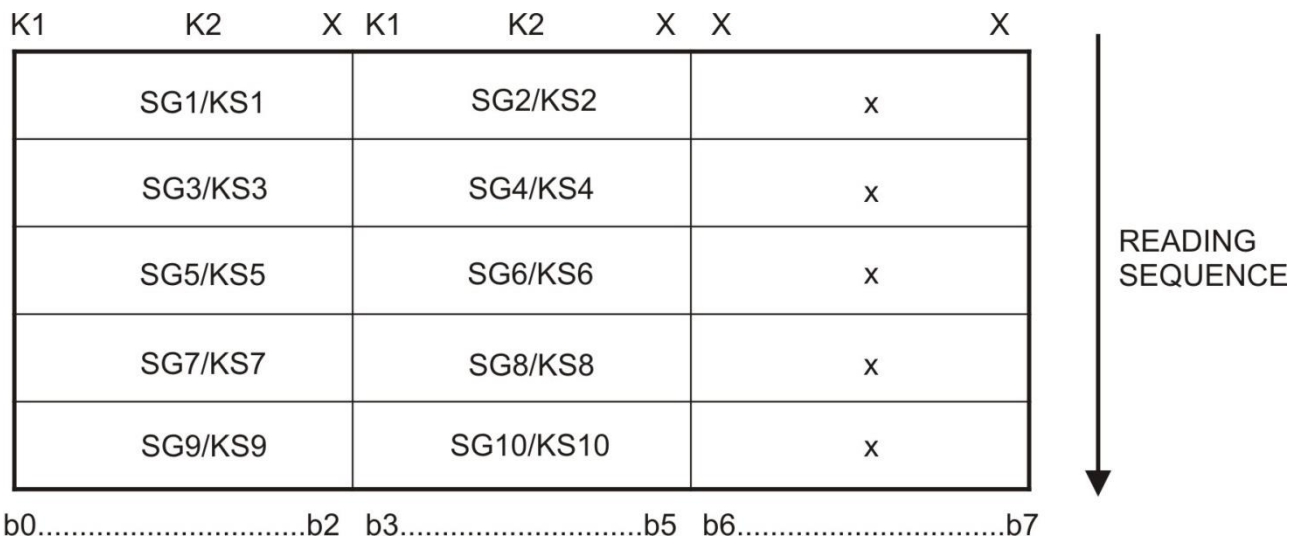 K1 K2 X K1 K2 X X X
SG1/KS1 SG2/KS2 x
SG3/KS3 SG4/KS4 x
SG5/KS5 SG6/KS6 x
SG7/KS7 SG8/KS8 x
SG9/KS9 SG10/KS10 x
b0.................................b2 b3..............................b5 b6.................................b7
READING
SEQUENCE